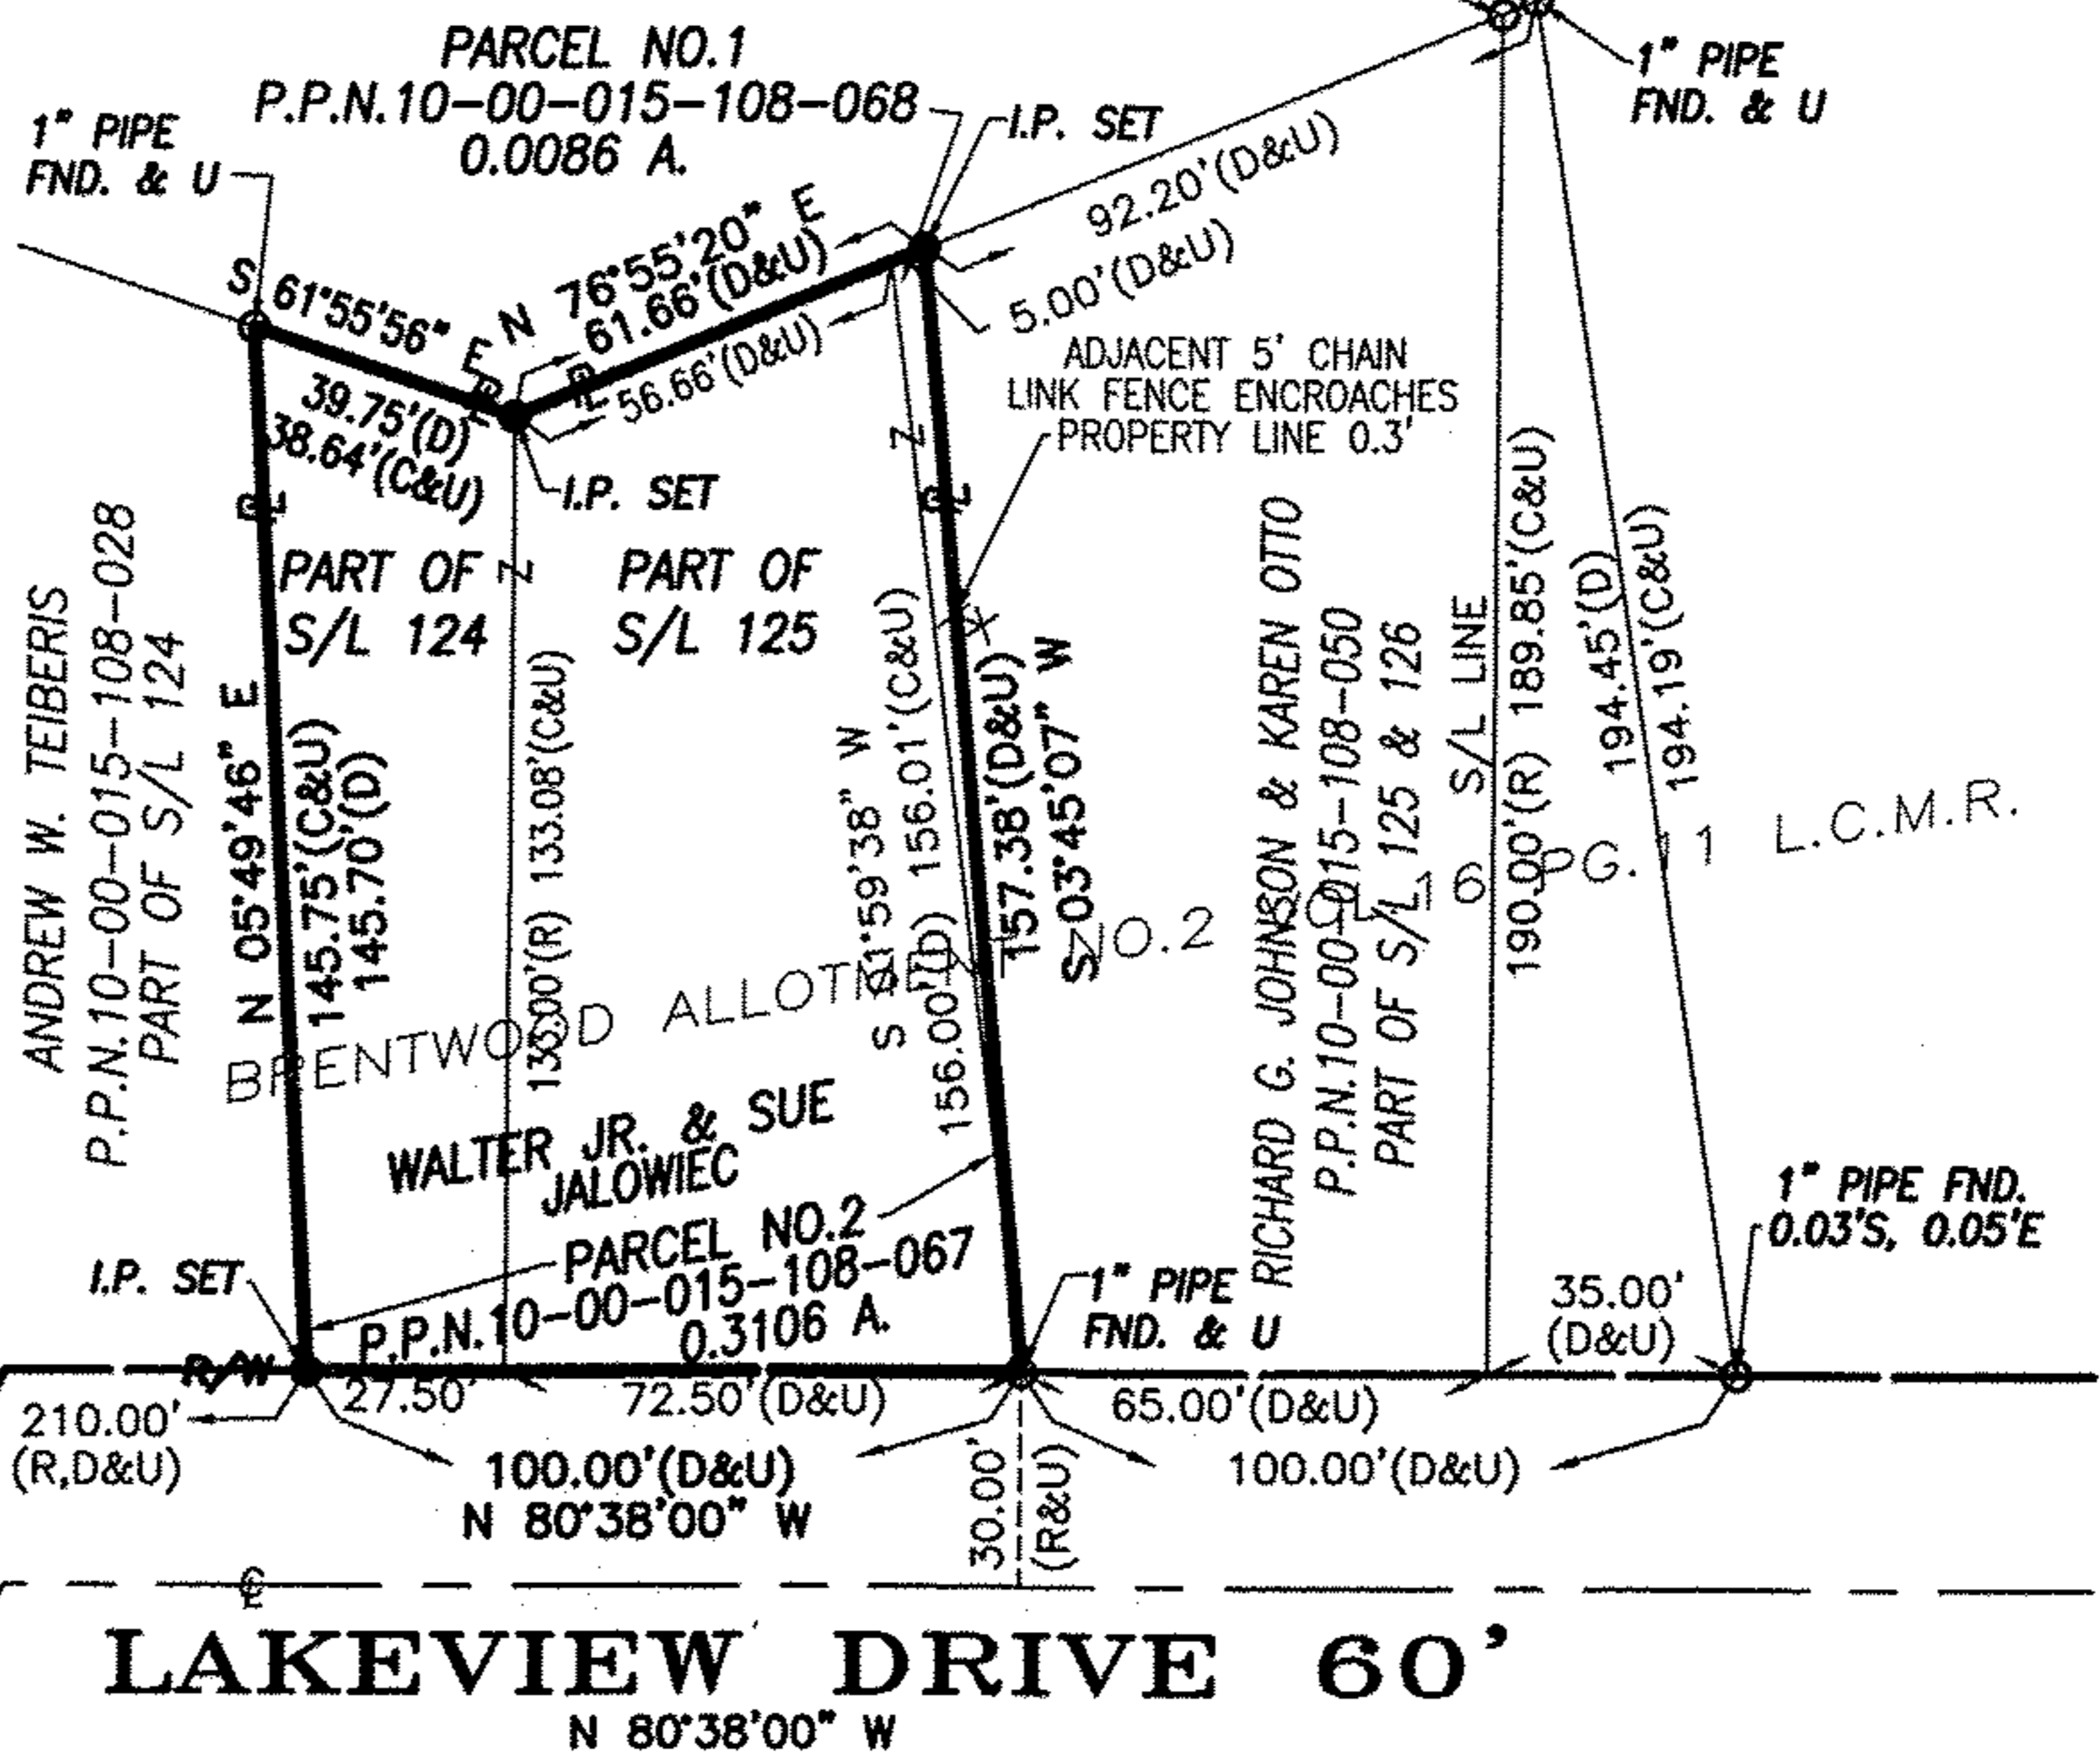 PARCEL NO.1
P.P.N.10-00-015-108-068
0.0086 A.
1" PIPE
FND. & U
I.P. SET
1" PIPE
FND. & U
92.20'(D&U)
5.00'(D&U)
S 61°55'56" E
39.75'(D)
38.64'(C&U)
N 76°55'20" E
61.66'(D&U)
56.66'(D&U)
I.P. SET
ADJACENT 5' CHAIN
LINK FENCE ENCROACHES
PROPERTY LINE 0.3'
PART OF
S/L 124
PART OF
S/L 125
ANDREW W. TEIBERIS
P.P.N.10-00-015-108-028
PART OF S/L 124
N 05°49'46" E
145.75'(C&U)
145.70'(D)
133.08'(C&U)
S 01°59'38" W
156.00'(D) 156.01'(C&U)
157.38'(D&U)
S 03°45'07" W
RICHARD G. JOHNSON & KAREN OTTO
P.P.N.10-00-015-108-050
PART OF S/L 125 & 126
S/L LINE
190.00'(R) 189.85'(C&U)
194.45'(D)
194.19'(C&U)
BRENTWOOD ALLOTMENT NO.2 VOL.16 PG.11 L.C.M.R.
WALTER JR. & SUE
JALOWIEC
PARCEL NO.2
P.P.N.10-00-015-108-067
0.3106 A.
I.P. SET
1" PIPE
FND. & U
1" PIPE FND.
0.03'S, 0.05'E
35.00'
(D&U)
R/W
210.00'
(R,D&U)
27.50'
72.50'(D&U)
65.00'(D&U)
100.00'(D&U)
N 80°38'00" W
30.00'
(R&U)
100.00'(D&U)
LAKEVIEW DRIVE 60'
N 80°38'00" W